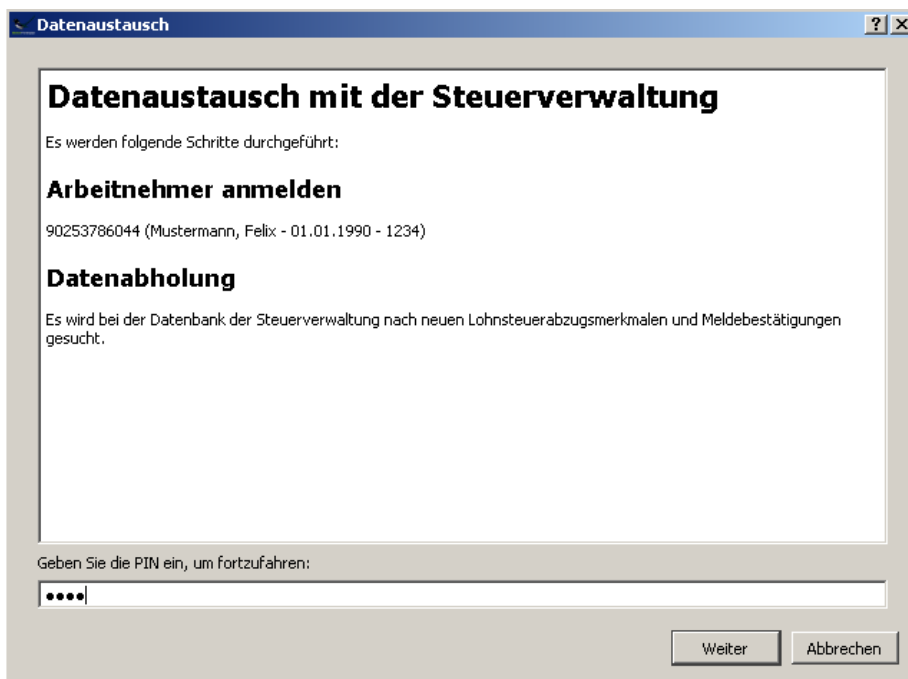 Datenaustausch
Datenaustausch mit der Steuerverwaltung
Es werden folgende Schritte durchgeführt:
Arbeitnehmer anmelden
90253786044 (Mustermann, Felix - 01.01.1990 - 1234)
Datenabholung
Es wird bei der Datenbank der Steuerverwaltung nach neuen Lohnsteuerabzugsmerkmalen und Meldebestätigungen
gesucht.
Geben Sie die PIN ein, um fortzufahren:
••••
Weiter Abbrechen